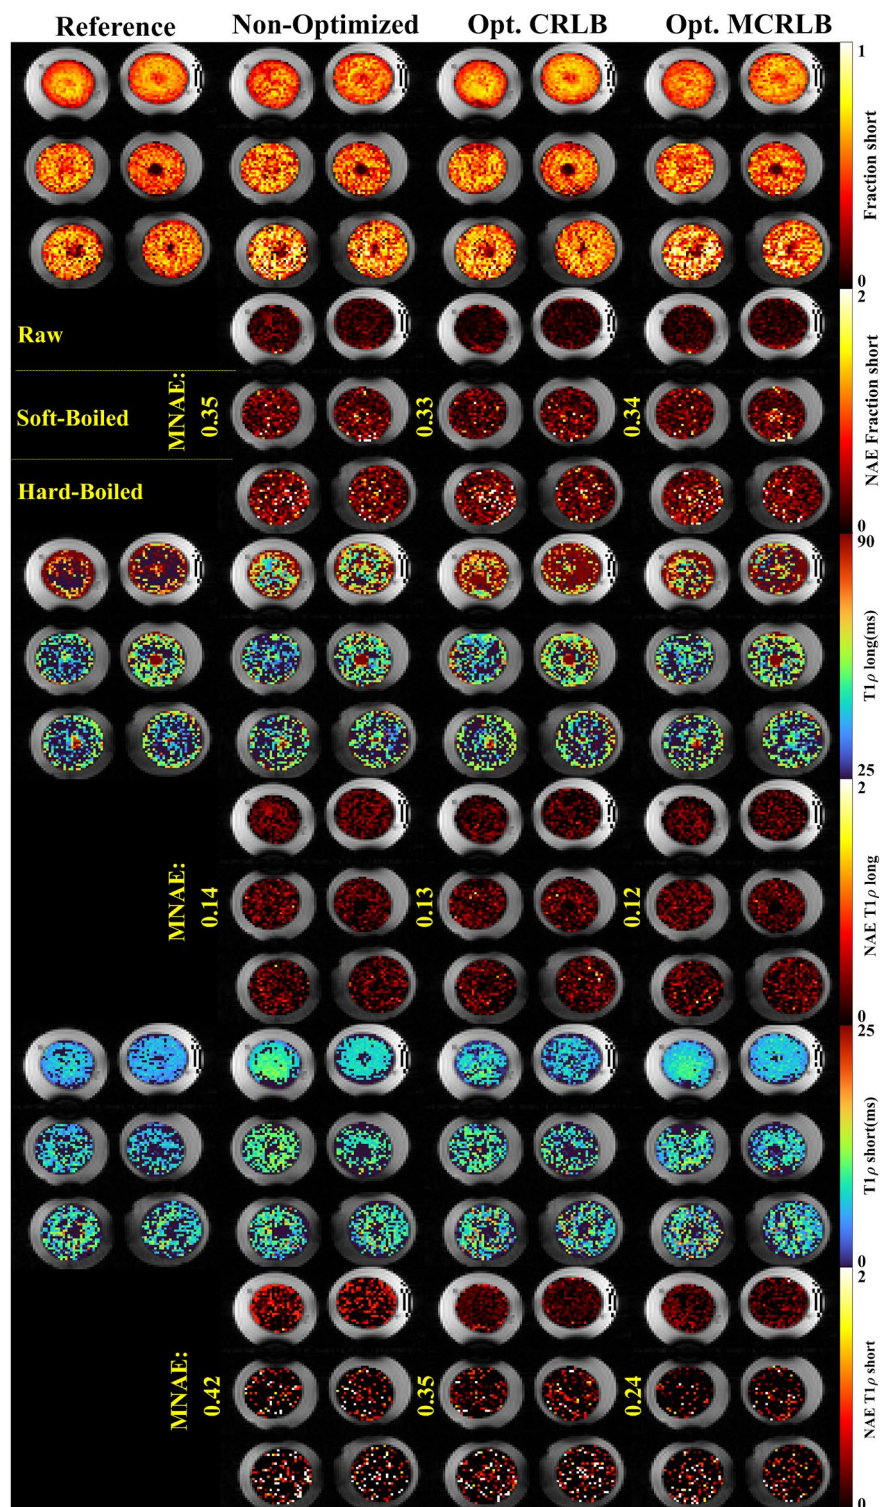 Reference Non-Optimized Opt. CRLB Opt. MCRLB
1
Fraction short
0
2
Raw
Soft-Boiled
Hard-Boiled
MNAE:
0.35
0.33
0.34
NAE Fraction short
0
90
T1ρ long(ms)
25
2
MNAE:
0.14
0.13
0.12
NAE T1ρ long
0
25
T1ρ short(ms)
0
2
MNAE:
0.42
0.35
0.24
NAE T1ρ short
0